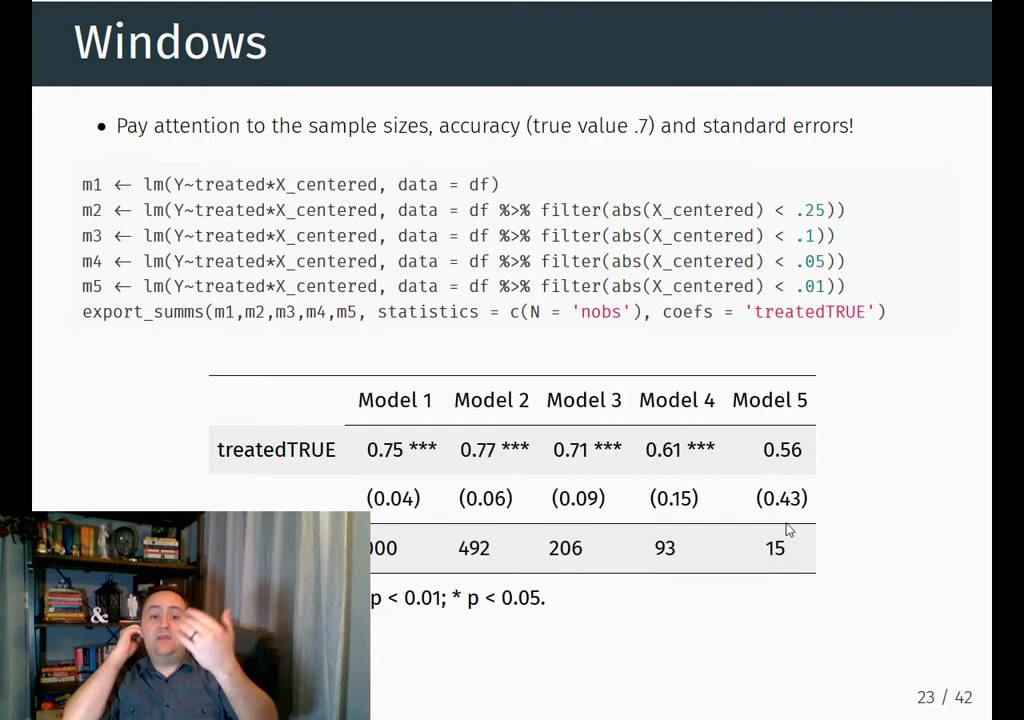 Windows
• Pay attention to the sample sizes, accuracy (true value .7) and standard errors!
m1 ← lm(Y~treated*X_centered, data = df)
m2 ← lm(Y~treated*X_centered, data = df %>% filter(abs(X_centered) < .25))
m3 ← lm(Y~treated*X_centered, data = df %>% filter(abs(X_centered) < .1))
m4 ← lm(Y~treated*X_centered, data = df %>% filter(abs(X_centered) < .05))
m5 ← lm(Y~treated*X_centered, data = df %>% filter(abs(X_centered) < .01))
export_summs(m1,m2,m3,m4,m5, statistics = c(N = 'nobs'), coefs = 'treatedTRUE')
Model 1 Model 2 Model 3 Model 4 Model 5
treatedTRUE 0.75 *** 0.77 *** 0.71 *** 0.61 *** 0.56
(0.04) (0.06) (0.09) (0.15) (0.43)
00 492 206 93 15
p < 0.01; * p < 0.05.
&
23 / 42